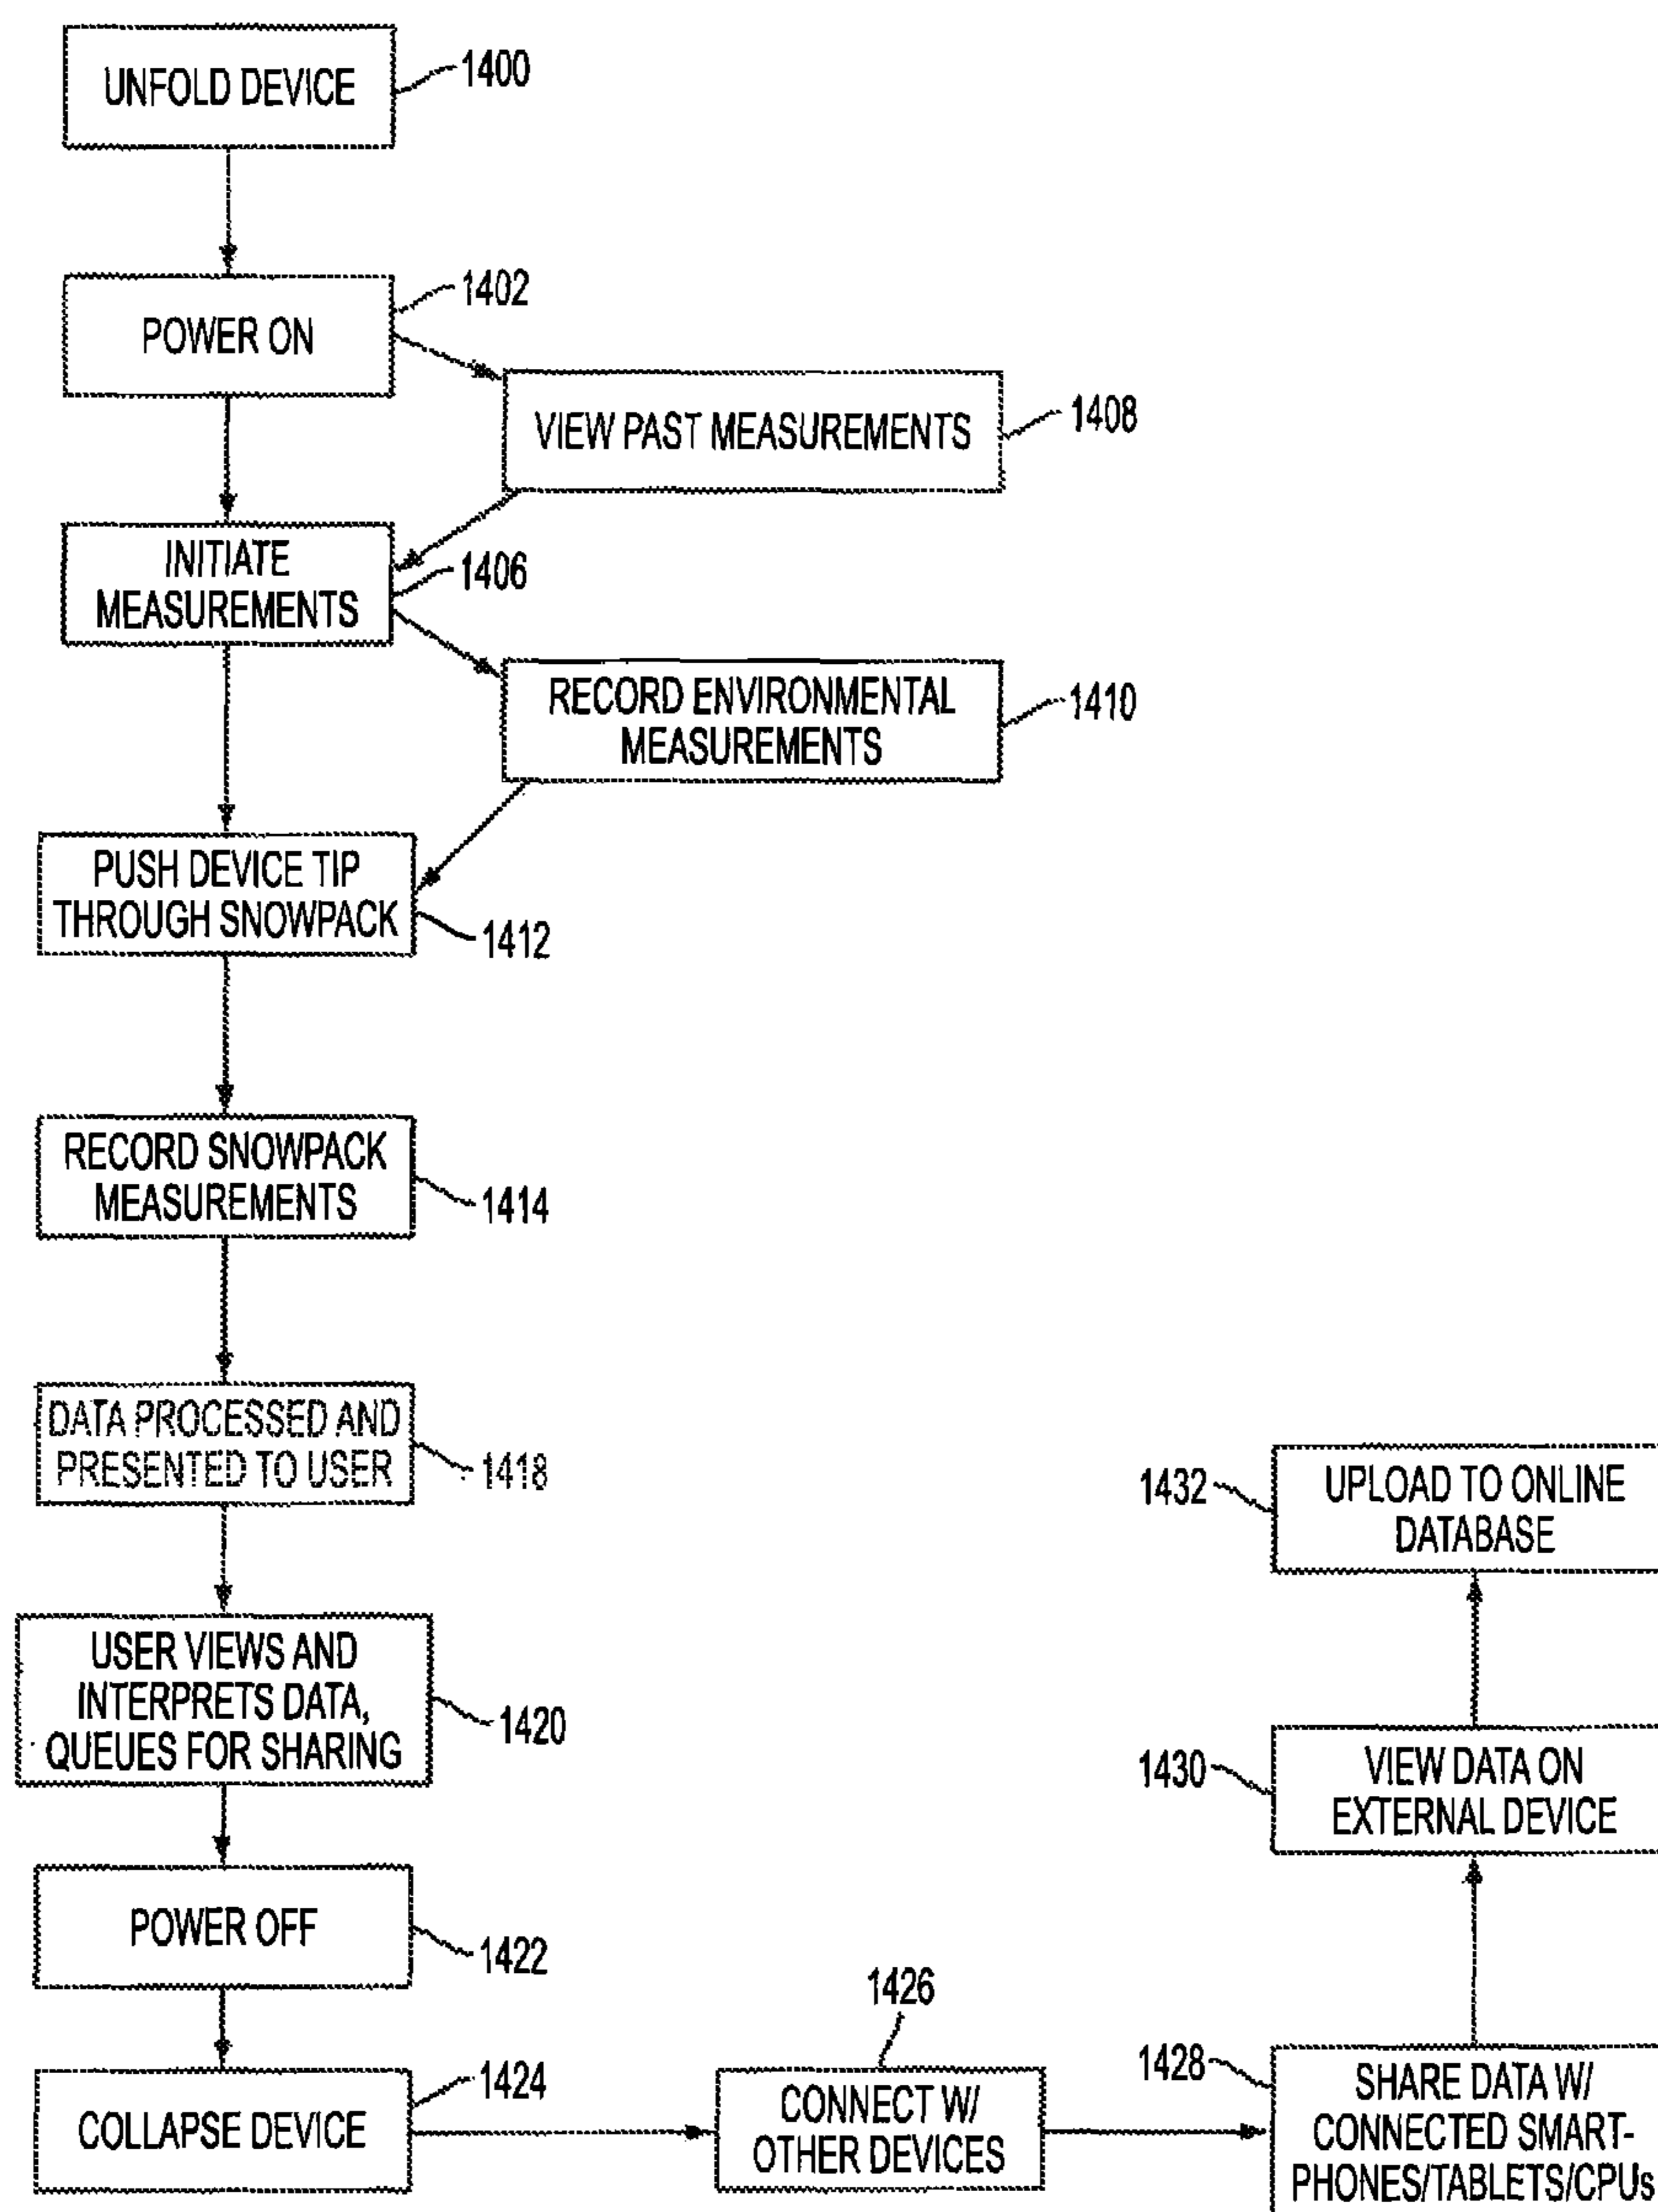 UNFOLD DEVICE
1400
POWER ON
1402
VIEW PAST MEASUREMENTS
1408
INITIATE
MEASUREMENTS
1406
RECORD ENVIRONMENTAL
MEASUREMENTS
1410
PUSH DEVICE TIP
THROUGH SNOWPACK
1412
RECORD SNOWPACK
MEASUREMENTS
1414
DATA PROCESSED AND
PRESENTED TO USER
1418
USER VIEWS AND
INTERPRETS DATA,
QUEUES FOR SHARING
1420
POWER OFF
1422
COLLAPSE DEVICE
1424
1426
CONNECT W/
OTHER DEVICES
1428
SHARE DATA W/
CONNECTED SMART-
PHONES/TABLETS/CPUs
1430
VIEW DATA ON
EXTERNAL DEVICE
1432
UPLOAD TO ONLINE
DATABASE